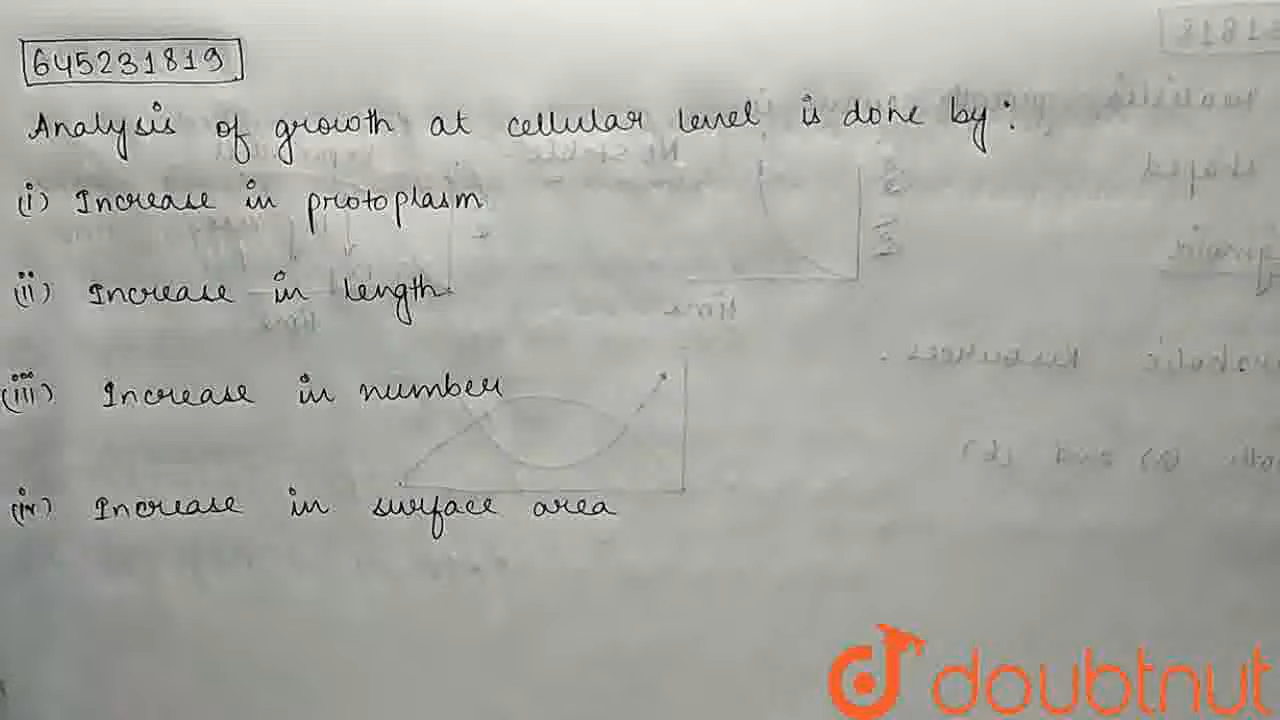 645231819
Analysis of growth at cellular level is done by:
(i) Increase in protoplasm
(ii) Increase in length
(iii) Increase in number
(iv) Increase in surface area
doubtnut